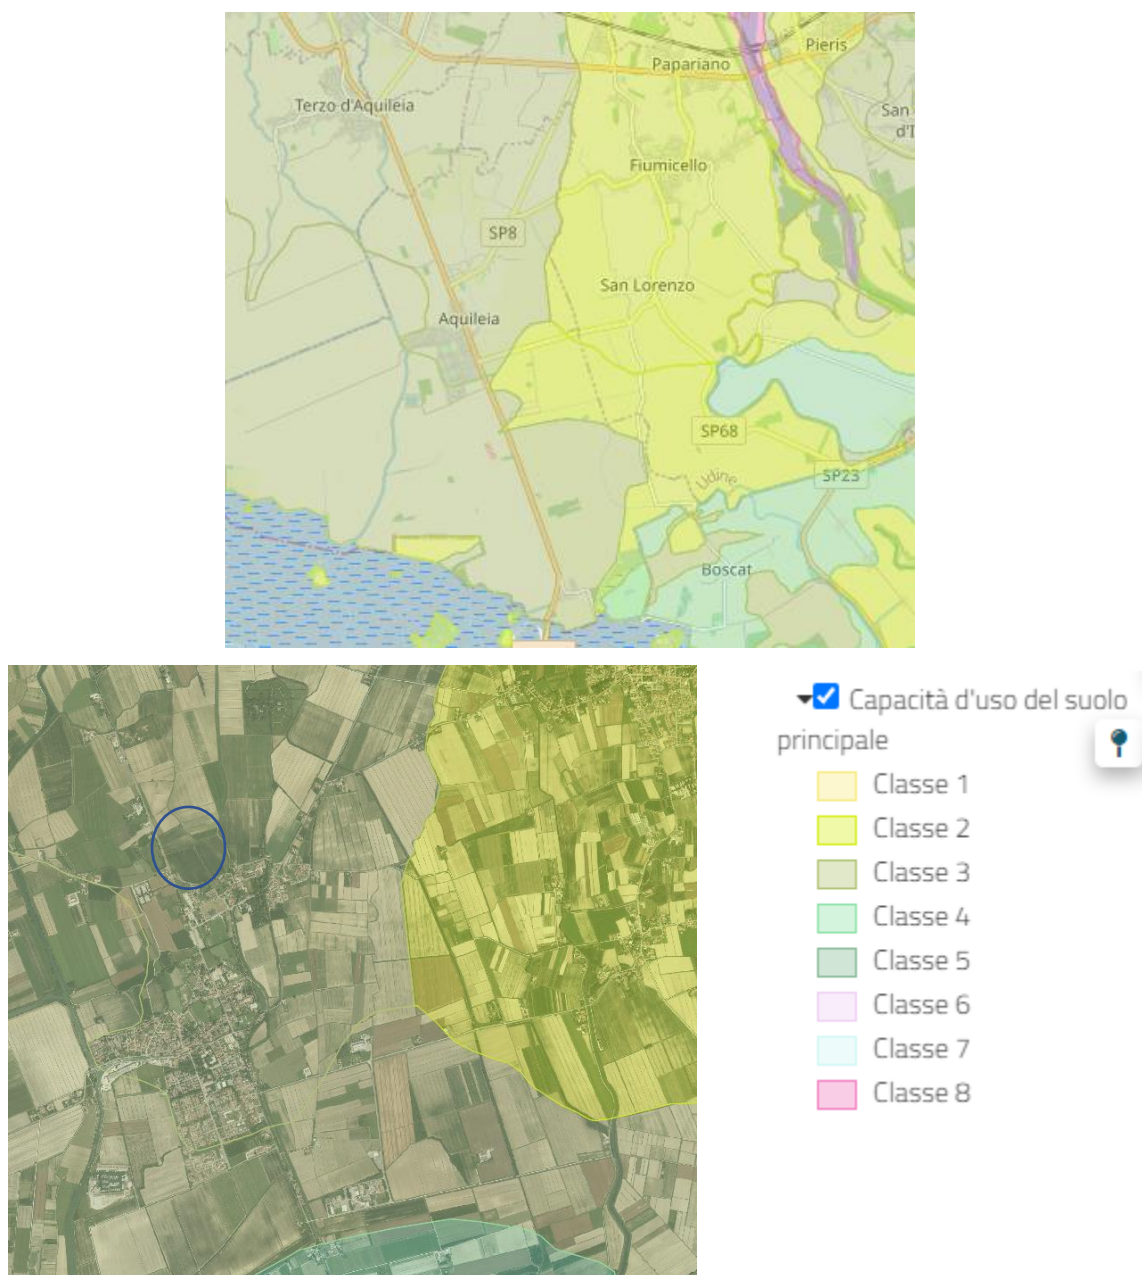 Pieris
Papariano
Terzo d'Aquileia
San
d'I
Fiumicello
SP8
San Lorenzo
Aquileia
SP68
Udine
SP23
Boscat
Capacità d'uso del suolo
principale
Classe 1
Classe 2
Classe 3
Classe 4
Classe 5
Classe 6
Classe 7
Classe 8